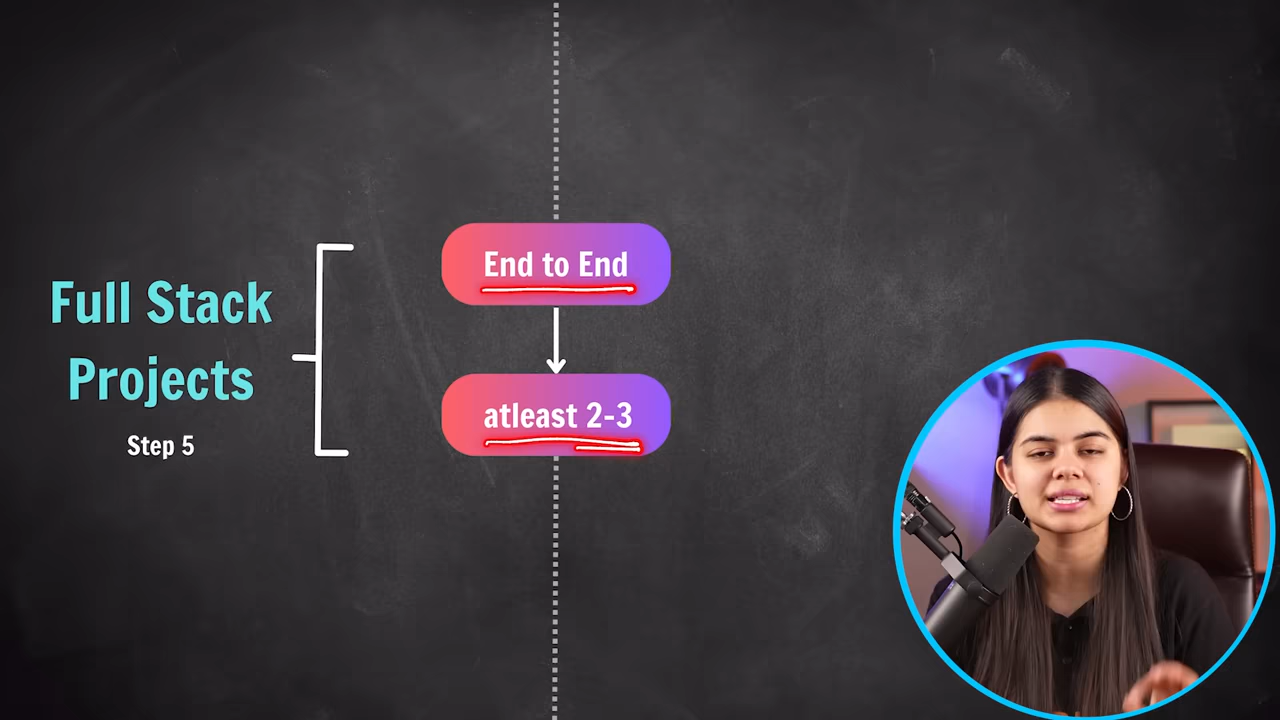 Full Stack
Projects
Step 5
End to End
atleast 2-3